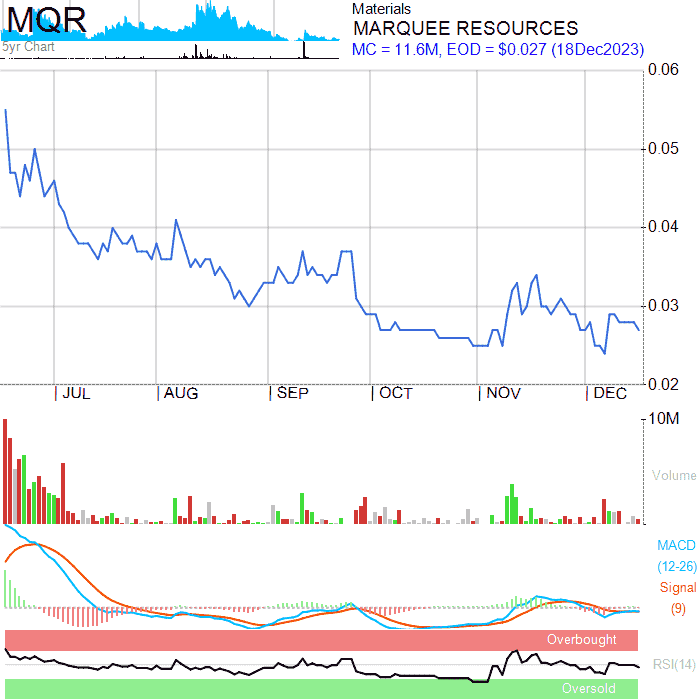 MQR
5yr Chart
Materials
MARQUEE RESOURCES
MC = 11.6M, EOD = $0.027 (18Dec2023)
0.06
0.05
0.04
0.03
0.02
JUL AUG SEP OCT NOV DEC
10M
Volume
MACD
(12-26)
Signal
(9)
Overbought
RSI(14)
Oversold